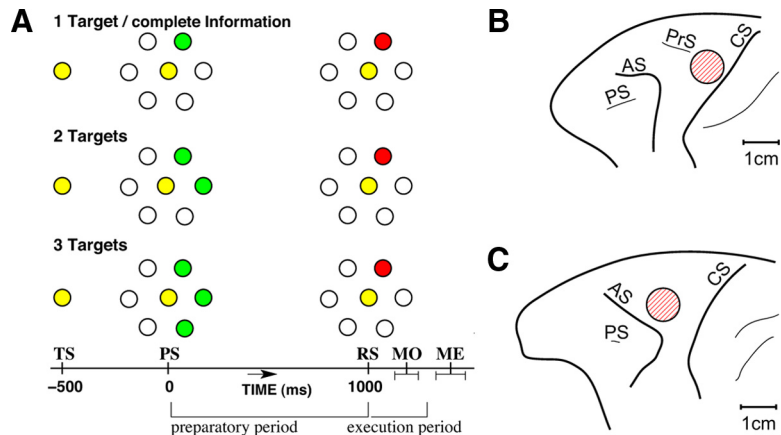 A
1 Target / complete Information
2 Targets
3 Targets
TS PS RS MO ME
−500 0 TIME (ms) 1000
preparatory period execution period
B
PrS CS
AS
PS
1cm
C
AS CS
PS
1cm